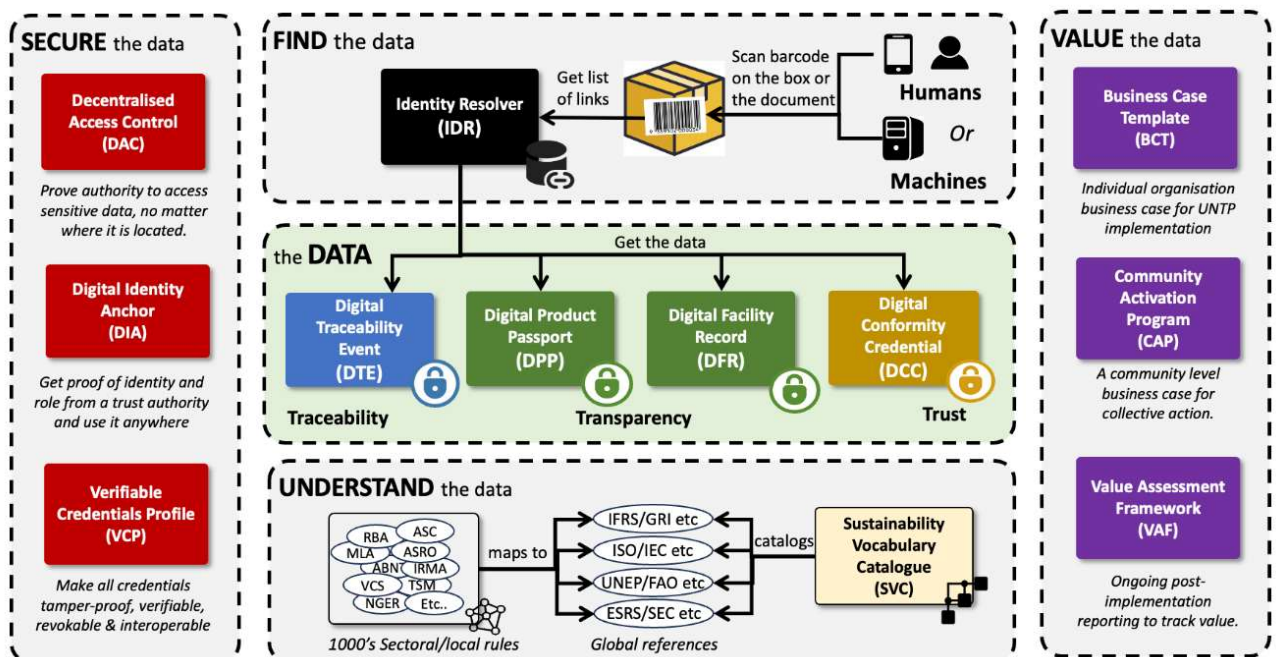 SECURE the data
Decentralised
Access Control
(DAC)
Prove authority to access
sensitive data, no matter
where it is located.
Digital Identity
Anchor
(DIA)
Get proof of identity and
role from a trust authority
and use it anywhere
Verifiable
Credentials Profile
(VCP)
Make all credentials
tamper-proof, verifiable,
revokable & interoperable
FIND the data
Identity Resolver
(IDR)
Get list
of links
Scan barcode
on the box or
the document
Humans
Or
Machines
the DATA
Get the data
Digital
Traceability
Event
(DTE)
Digital Product
Passport
(DPP)
Digital Facility
Record
(DFR)
Digital
Conformity
Credential
(DCC)
Traceability
Transparency
Trust
UNDERSTAND the data
RBA
ASC
MLA
ASRO
ABNT
IRMA
VCS
TSM
NGER
Etc..
1000's Sectoral/local rules
maps to
IFRS/GRI etc
ISO/IEC etc
UNEP/FAO etc
ESRS/SEC etc
Global references
catalogs
Sustainability
Vocabulary
Catalogue
(SVC)
VALUE the data
Business Case
Template
(BCT)
Individual organisation
business case for UNTP
implementation
Community
Activation
Program
(CAP)
A community level
business case for
collective action.
Value Assessment
Framework
(VAF)
Ongoing post-
implementation
reporting to track value.